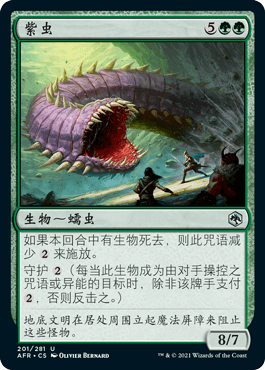 紫虫 5
生物～蠕虫
如果本回合中有生物死去，则此咒语减
少 2 来施放。
守护 2（每当此生物成为由对手操控之
咒语或异能的目标时，除非该牌手支付
2，否则反击之。）
地底文明在居处周围立起魔法屏障来阻止
这些怪物。
8/7
201/281 U
AFR • CS OLIVIER BERNARD
™ & © 2021 Wizards of the Coast